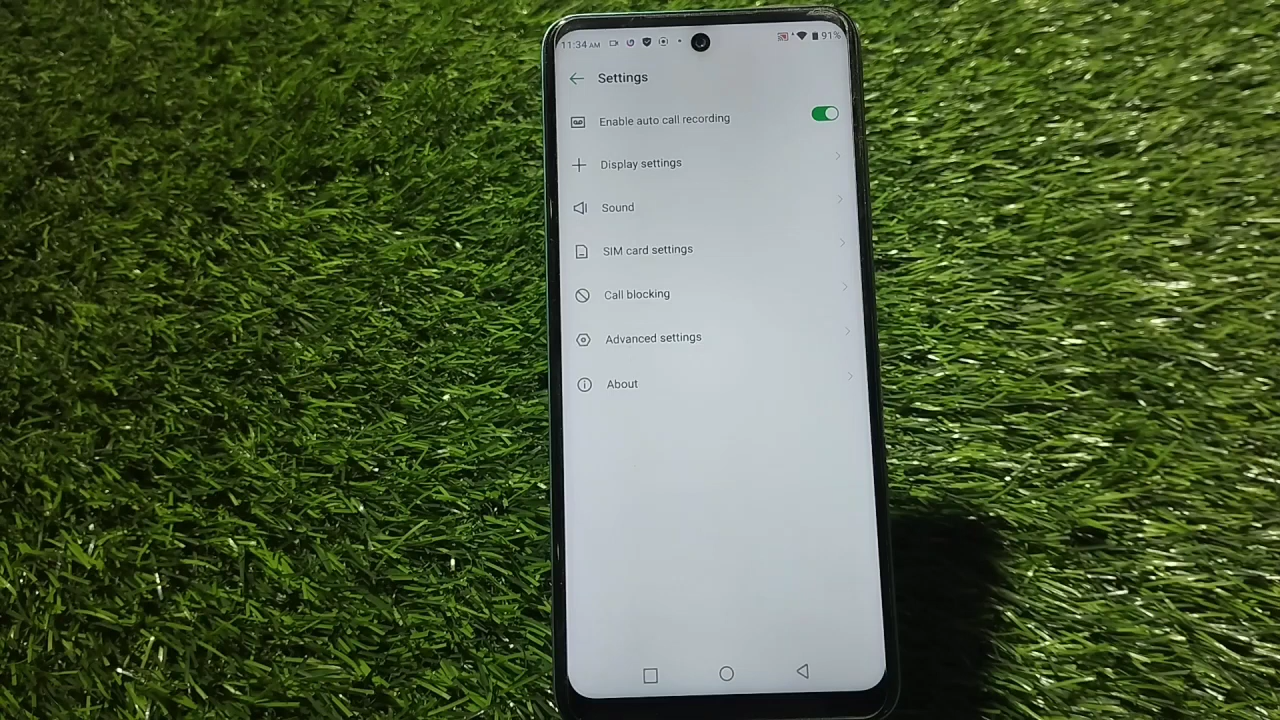 11:34 AM 91%
Settings
Enable auto call recording
Display settings
Sound
SIM card settings
Call blocking
Advanced settings
About